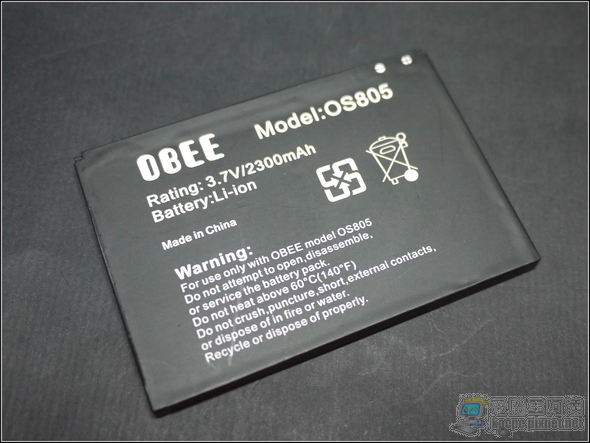 OBEE
Model:OS805
Rating: 3.7V/2300mAh
Battery:Li-ion
Made in China
Warning:
For use only with OBEE model OS805
Do not attempt to open,disassemble,
or service the battery pack.
Do not heat above 60°C(140°F)
Do not crush,puncture,short,external contacts,
or dispose of in fire or water.
Recycle or dispose of properly.